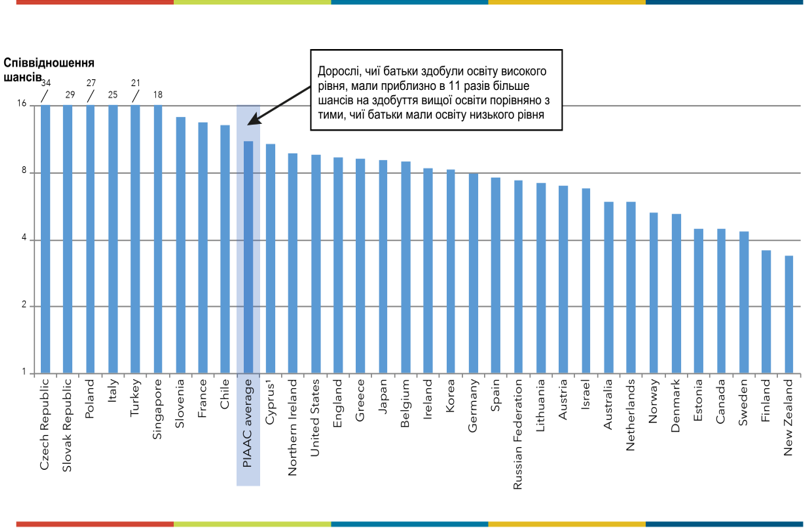 Співвідношення
шансів
34
29
27
25
21
18
Дорослі, чиї батьки здобули освіту високого
рівня, мали приблизно в 11 разів більше
шансів на здобуття вищої освіти порівняно з
тими, чиї батьки мали освіту низького рівня
16
8
4
2
1
Czech Republic
Slovak Republic
Poland
Italy
Turkey
Singapore
Slovenia
France
Chile
PIAAC average
Cyprus¹
Northern Ireland
United States
England
Greece
Japan
Belgium
Ireland
Korea
Germany
Spain
Russian Federation
Lithuania
Austria
Israel
Australia
Netherlands
Norway
Denmark
Estonia
Canada
Sweden
Finland
New Zealand